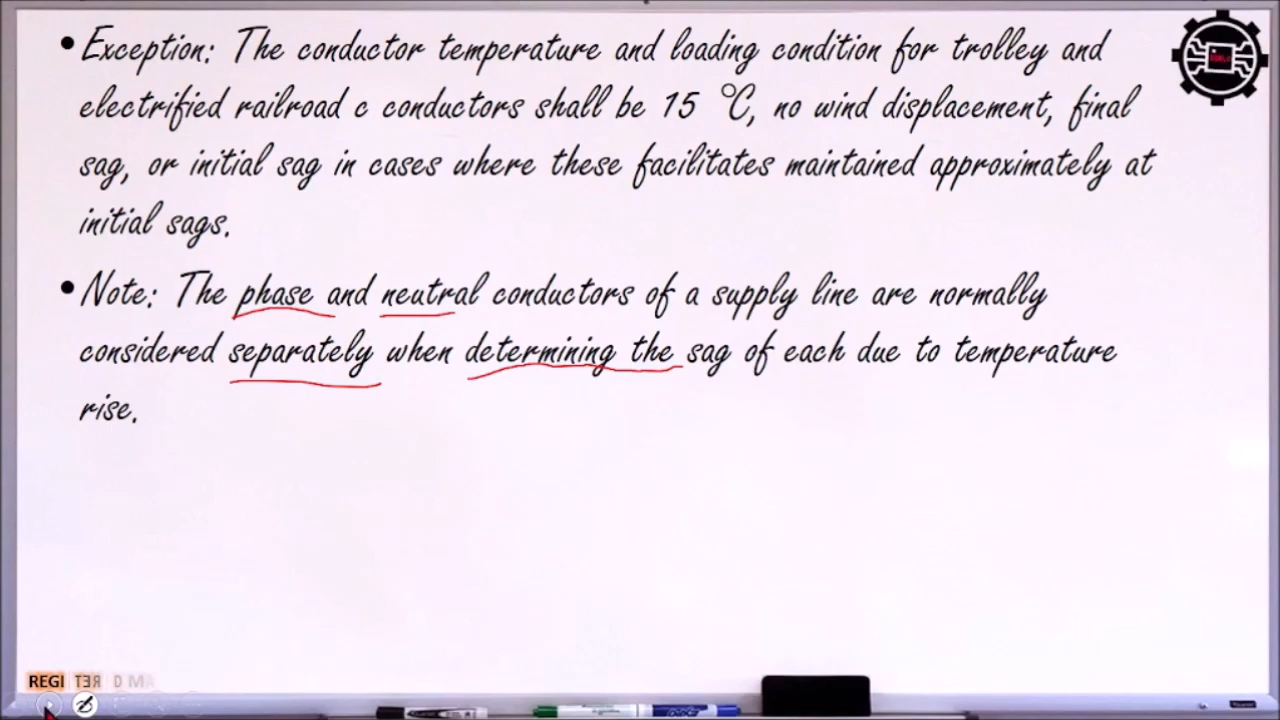 • Exception: The conductor temperature and loading condition for trolley and
electrified railroad c conductors shall be 15 °C, no wind displacement, final
sag, or initial sag in cases where these facilitates maintained approximately at
initial sags.
• Note: The phase and neutral conductors of a supply line are normally
considered separately when determining the sag of each due to temperature
rise.
REGI